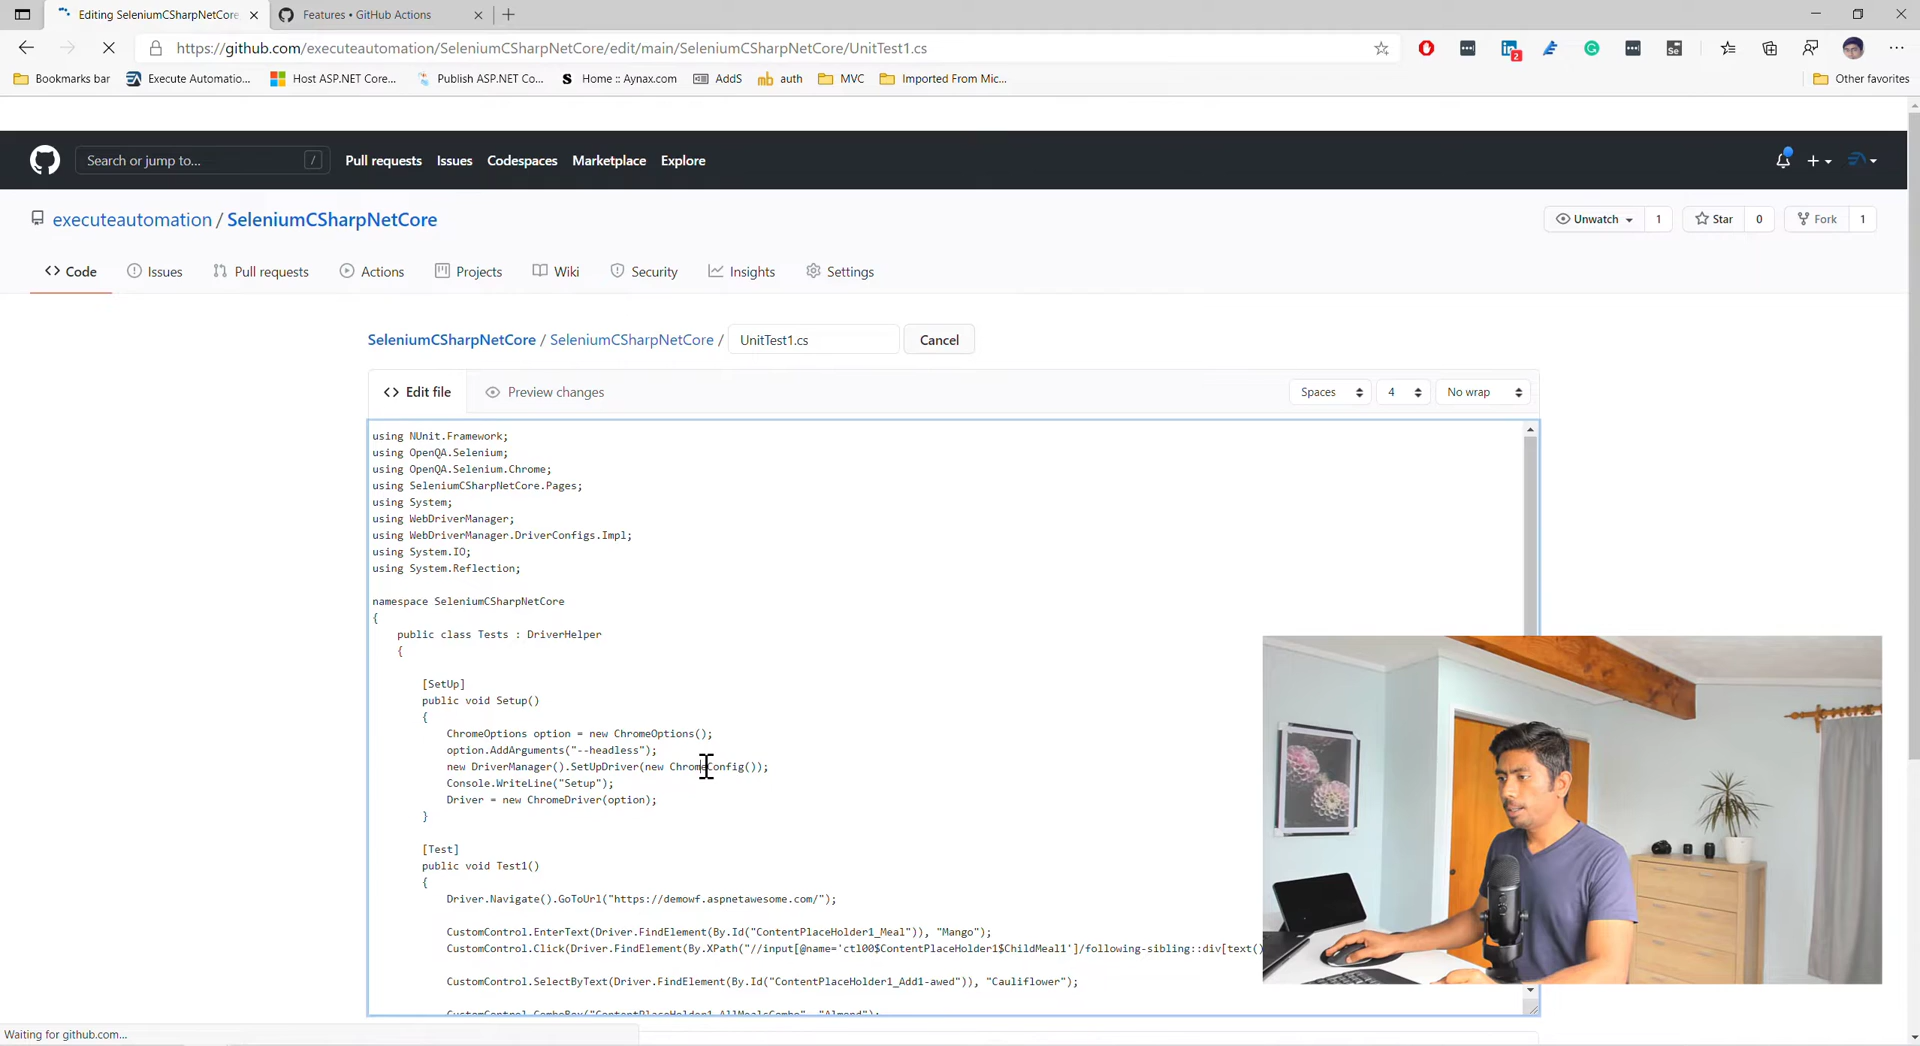 Editing SeleniumCSharpNetCore
Features • GitHub Actions
https://github.com/executeautomation/SeleniumCSharpNetCore/edit/main/SeleniumCSharpNetCore/UnitTest1.cs
2
Bookmarks bar
Execute Automatio...
Host ASP.NET Core...
Publish ASP.NET Co...
S Home :: Aynax.com
AddS
mb auth
MVC
Imported From Mic...
Other favorites
Search or jump to... /
Pull requests
Issues
Codespaces
Marketplace
Explore
executeautomation / SeleniumCSharpNetCore
Unwatch 1
Star 0
Fork 1
Code
Issues
Pull requests
Actions
Projects
Wiki
Security
Insights
Settings
SeleniumCSharpNetCore / SeleniumCSharpNetCore / UnitTest1.cs
Cancel
<> Edit file
Preview changes
Spaces
4
No wrap
using NUnit.Framework;
using OpenQA.Selenium;
using OpenQA.Selenium.Chrome;
using SeleniumCSharpNetCore.Pages;
using System;
using WebDriverManager;
using WebDriverManager.DriverConfigs.Impl;
using System.IO;
using System.Reflection;
namespace SeleniumCSharpNetCore
{
public class Tests : DriverHelper
{
[SetUp]
public void Setup()
{
ChromeOptions option = new ChromeOptions();
option.AddArguments("--headless");
new DriverManager().SetUpDriver(new ChromeConfig());
Console.WriteLine("Setup");
Driver = new ChromeDriver(option);
}
[Test]
public void Test1()
{
Driver.Navigate().GoToUrl("https://demowf.aspnetawesome.com/");
CustomControl.EnterText(Driver.FindElement(By.Id("ContentPlaceHolder1_Meal")), "Mango");
CustomControl.Click(Driver.FindElement(By.XPath("//input[@name='ctl00$ContentPlaceHolder1$ChildMeal1']/following-sibling::div[text()
CustomControl.SelectByText(Driver.FindElement(By.Id("ContentPlaceHolder1_Add1-awed")), "Cauliflower");
CustomControl.ComboBox("ContentPlaceHolder1_AllMealsCombo", "Almond");
Waiting for github.com...